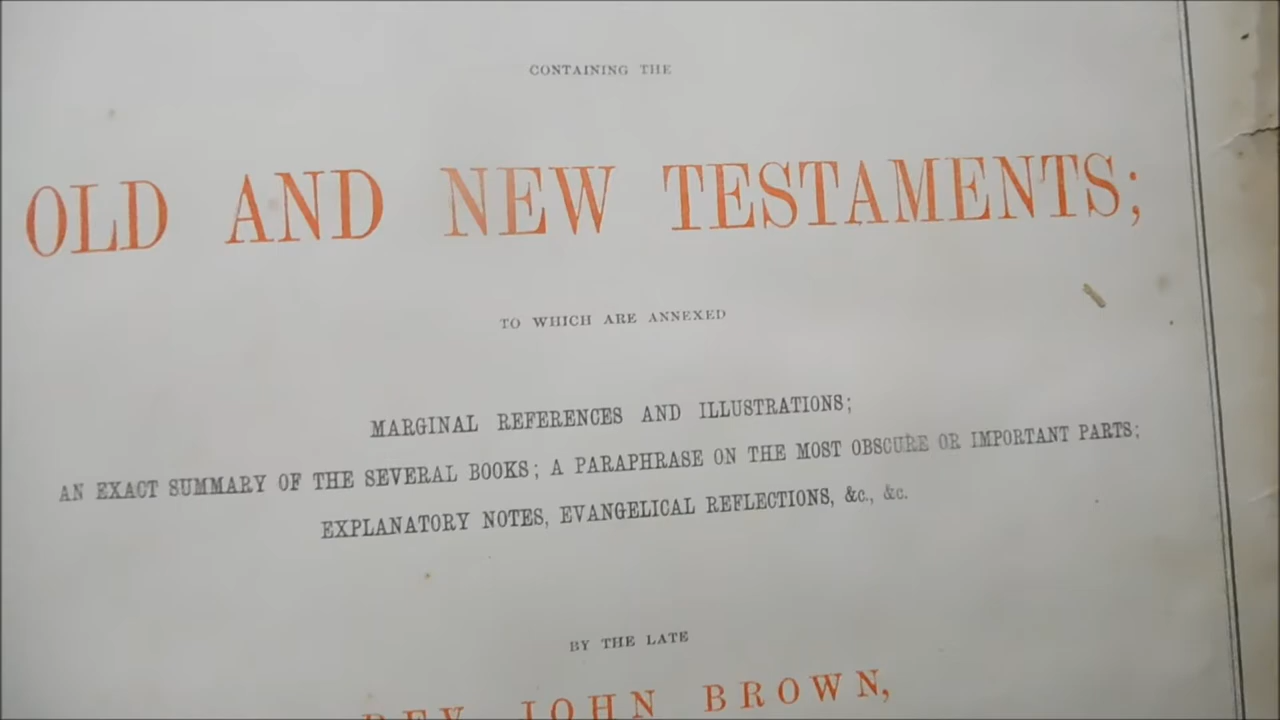 CONTAINING THE
OLD AND NEW TESTAMENTS;
TO WHICH ARE ANNEXED
MARGINAL REFERENCES AND ILLUSTRATIONS;
AN EXACT SUMMARY OF THE SEVERAL BOOKS; A PARAPHRASE ON THE MOST OBSCURE OR IMPORTANT PARTS;
EXPLANATORY NOTES, EVANGELICAL REFLECTIONS, &c., &c.
BY THE LATE
REV. JOHN BROWN,